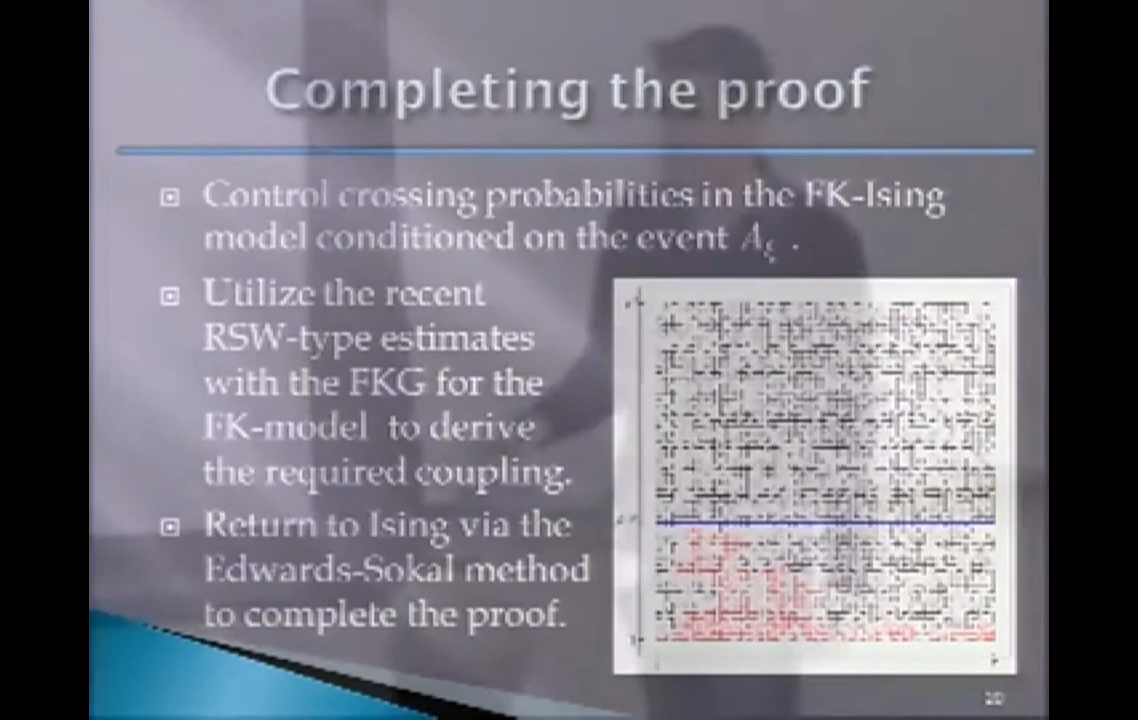 Completing the proof
Control crossing probabilities in the FK-Ising
model conditioned on the event A_ξ .
Utilize the recent
RSW-type estimates
with the FKG for the
FK-model to derive
the required coupling.
Return to Ising via the
Edwards-Sokal method
to complete the proof.
20